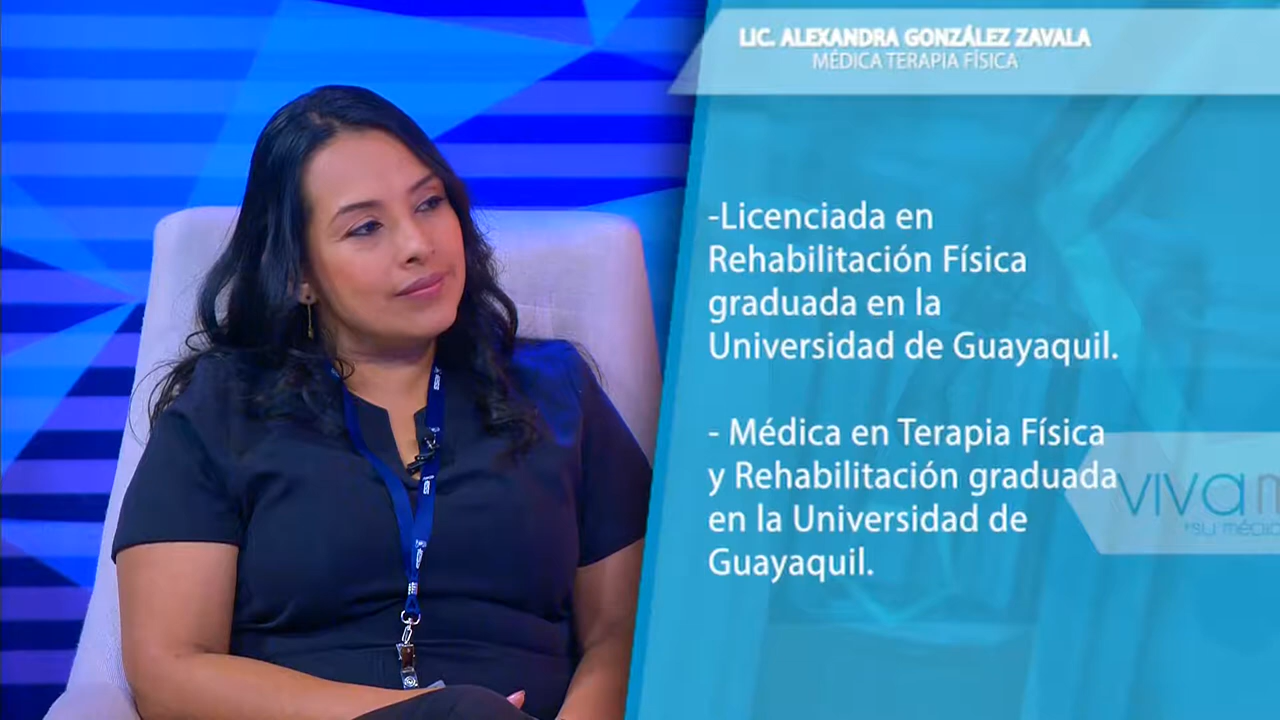 LIC. ALEXANDRA GONZÁLEZ ZAVALA
MÉDICA TERAPIA FÍSICA
-Licenciada en
Rehabilitación Física
graduada en la
Universidad de Guayaquil.
- Médica en Terapia Física
y Rehabilitación graduada
en la Universidad de
Guayaquil.